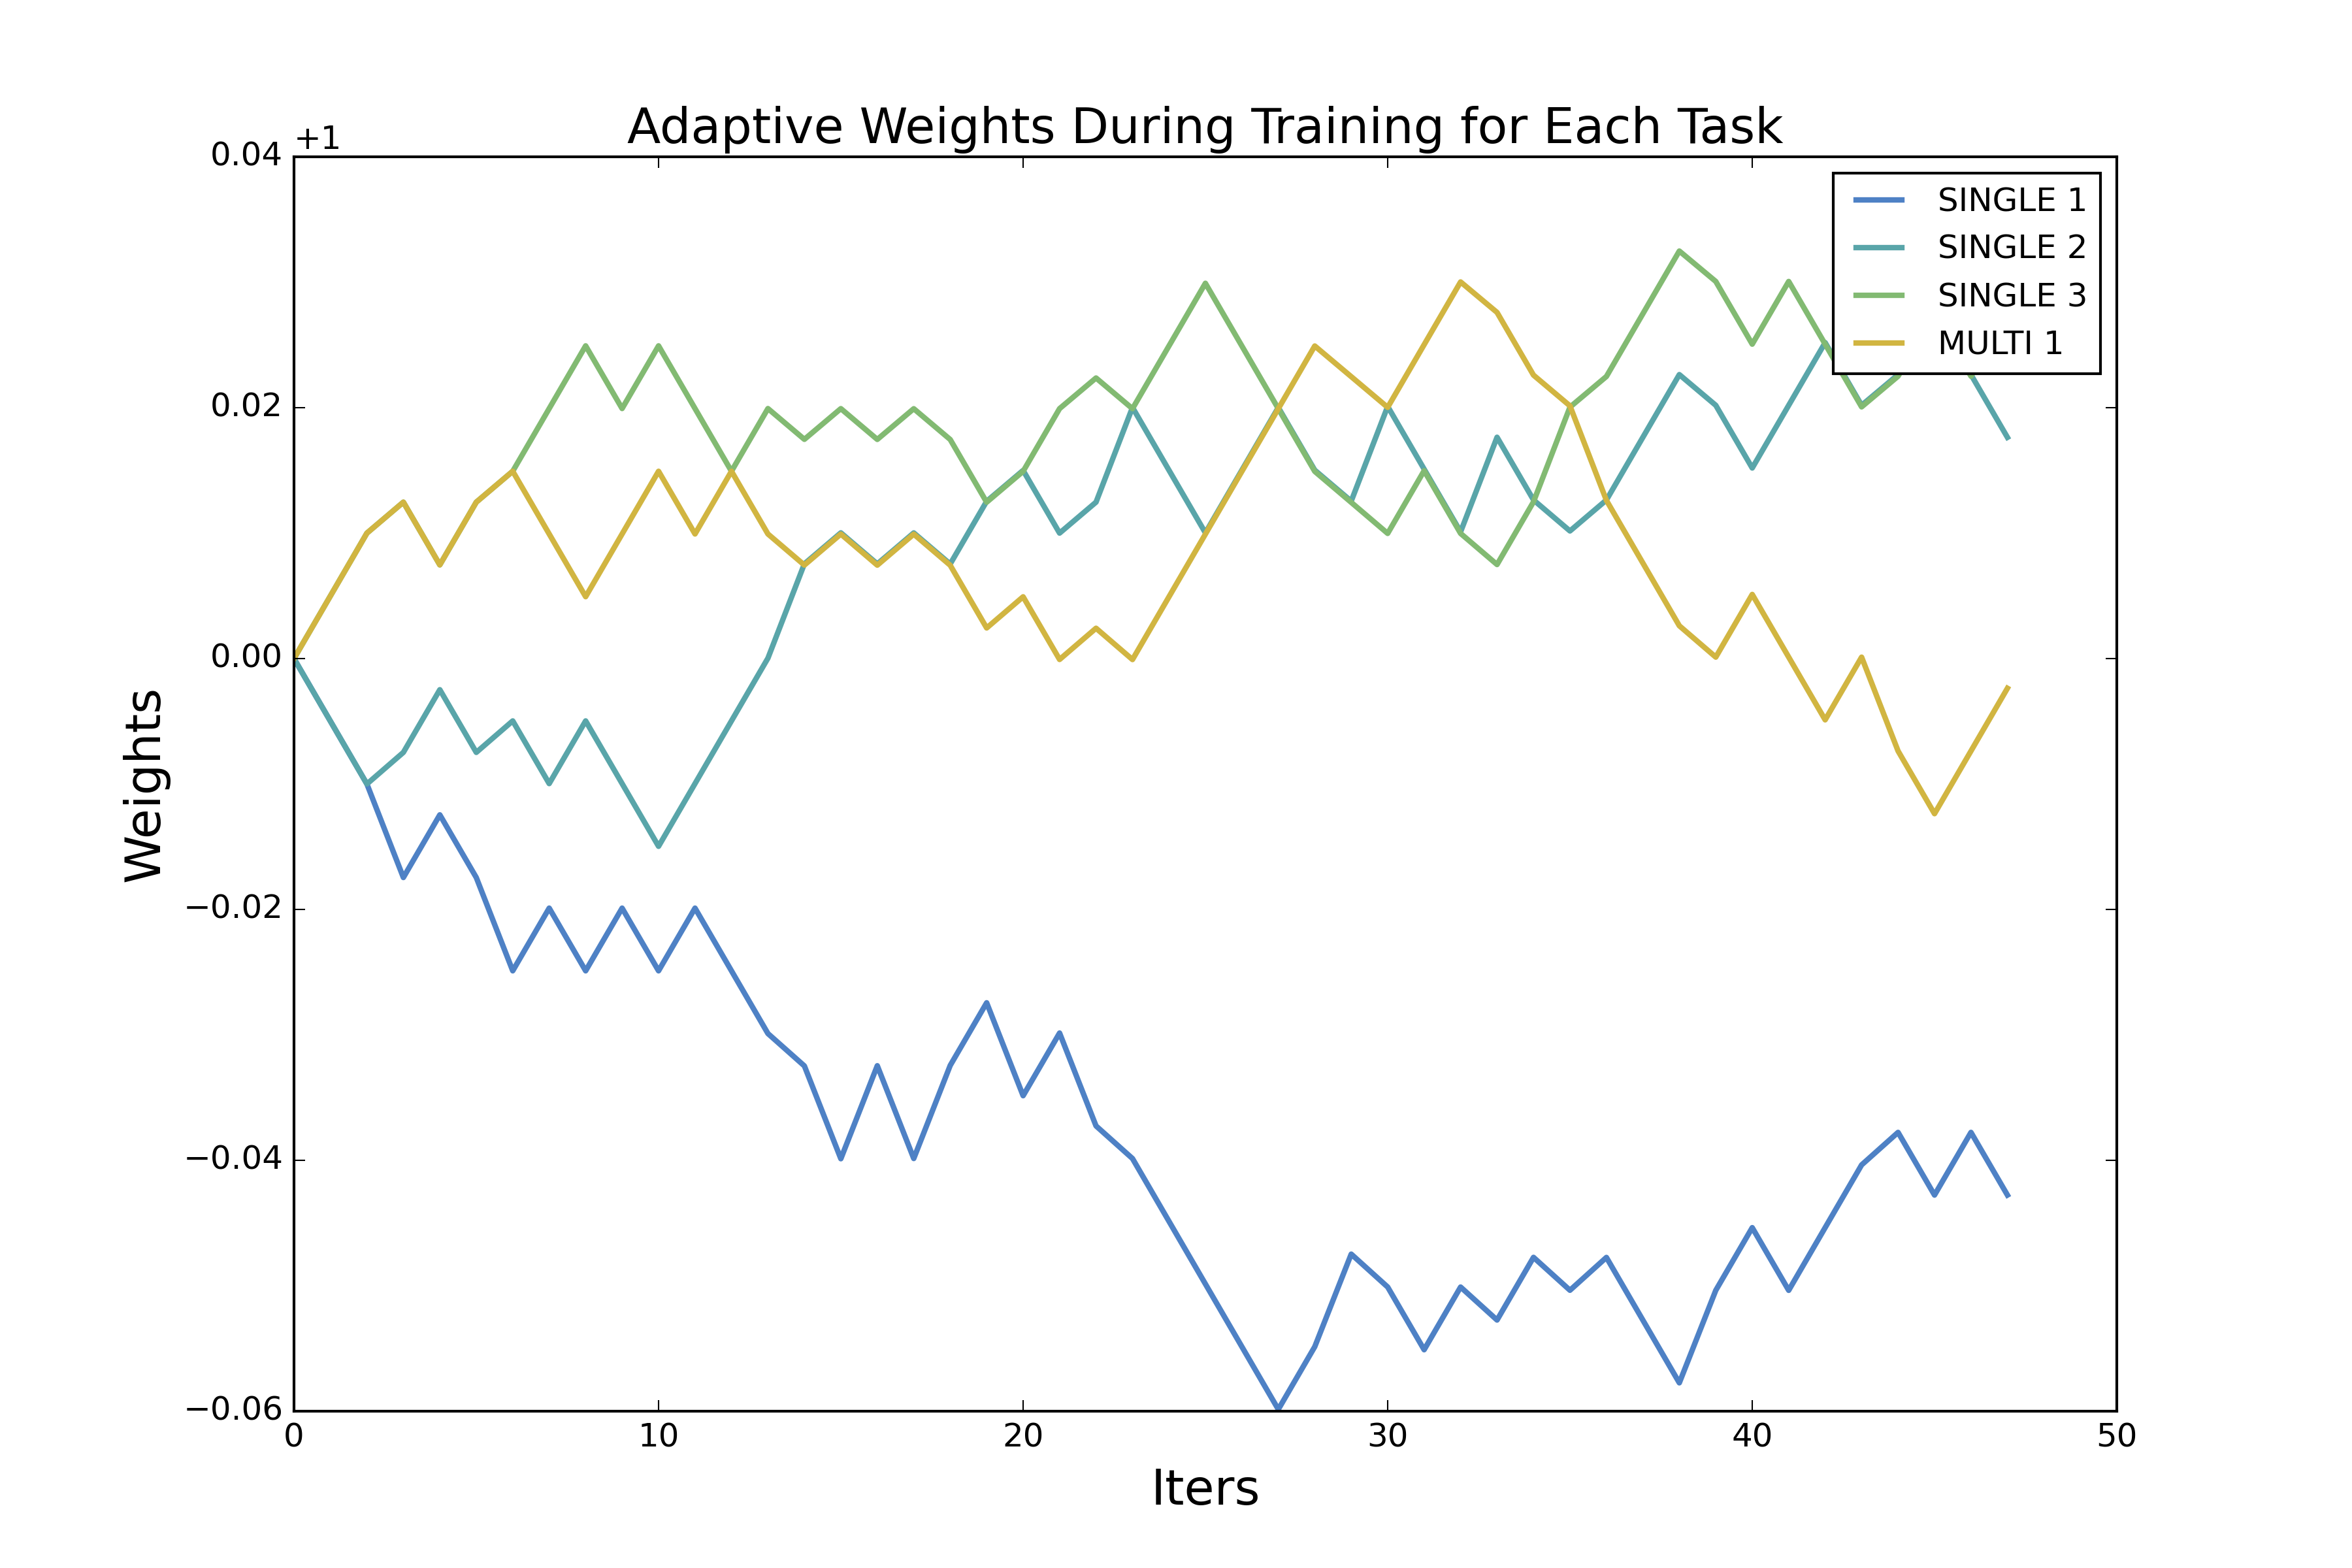 Adaptive Weights During Training for Each Task
+1
0.04
0.02
0.00
−0.02
−0.04
−0.06
Weights
SINGLE 1
SINGLE 2
SINGLE 3
MULTI 1
0 10 20 30 40 50
Iters